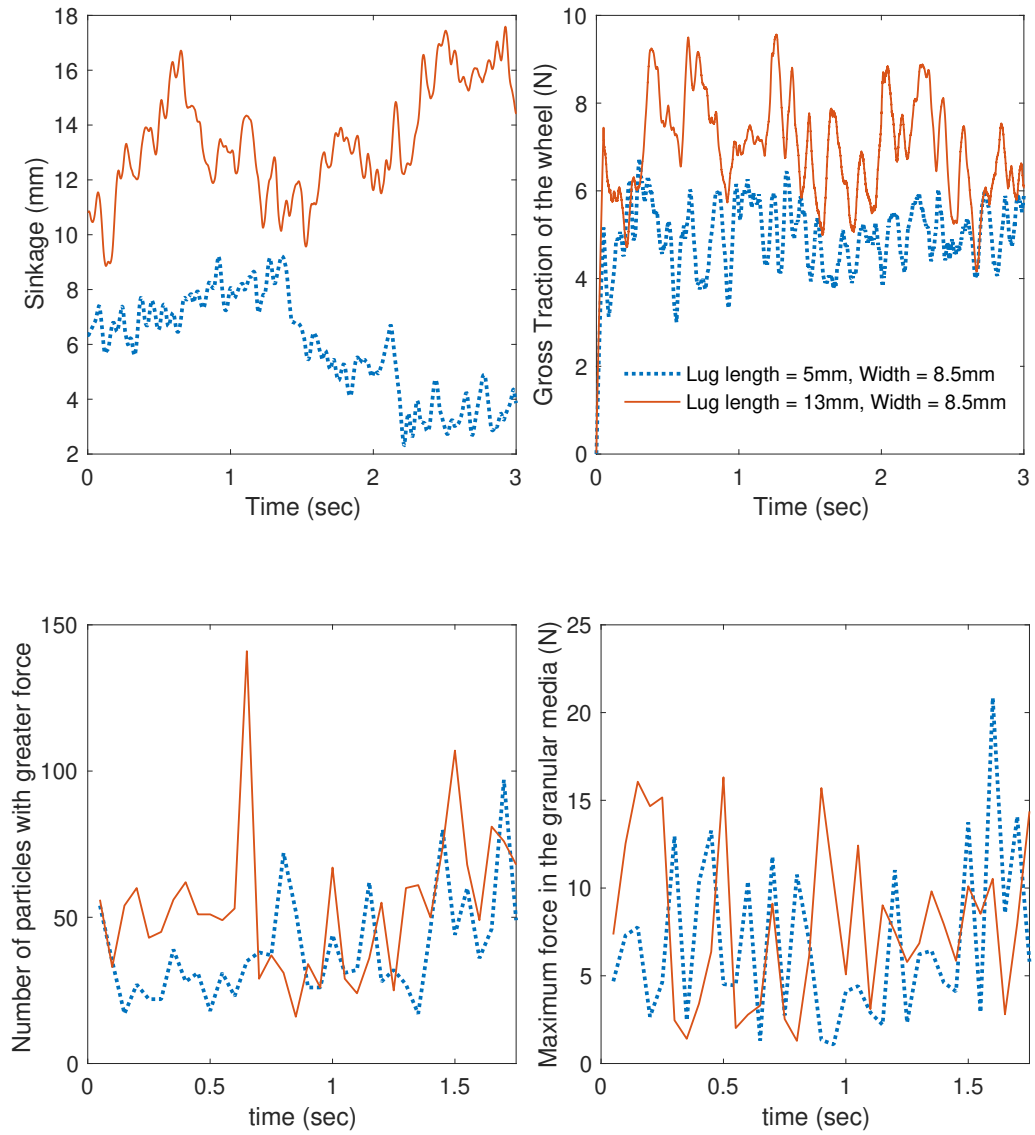 18
16
14
12
10
8
6
4
2
Sinkage (mm)
0 1 2 3
Time (sec)
10
8
6
4
2
0
Gross Traction of the wheel (N)
Lug length = 5mm, Width = 8.5mm
Lug length = 13mm, Width = 8.5mm
0 1 2 3
Time (sec)
150
100
50
0
Number of particles with greater force
0 0.5 1 1.5
time (sec)
25
20
15
10
5
0
Maximum force in the granular media (N)
0 0.5 1 1.5
time (sec)